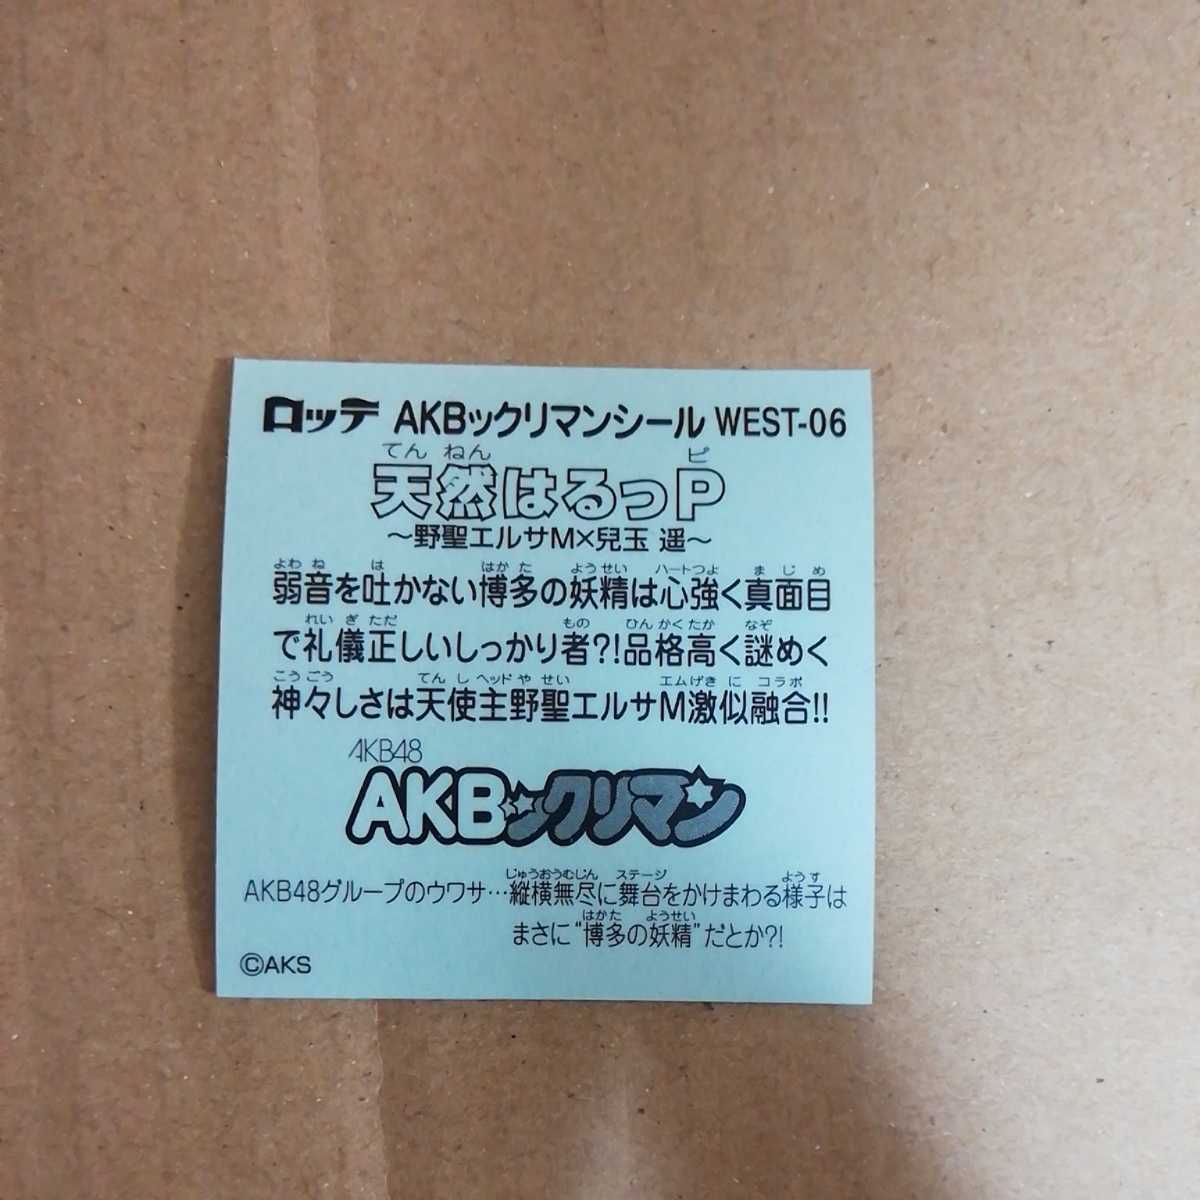 ロッテ AKBックリマンシール WEST-06
てん ねん ピ
天然はるっP
～野聖エルサM×兒玉 遥～
よわ ね は はか た ようせい ハートつよ ま じ め
弱音を吐かない博多の妖精は心強く真面目
れい ぎ ただ もの ひん かく たか なぞ
で礼儀正しいしっかり者?!品格高く謎めく
こう ごう てん し ヘッド や せい エム げき に コラボ
神々しさは天使主野聖エルサM激似融合!!
AKB48
AKBックリマン
じゅうおうむじん ステージ ようす
AKB48グループのウワサ…縦横無尽に舞台をかけまわる様子は
はかた ようせい
まさに“博多の妖精”だとか?!
©AKS